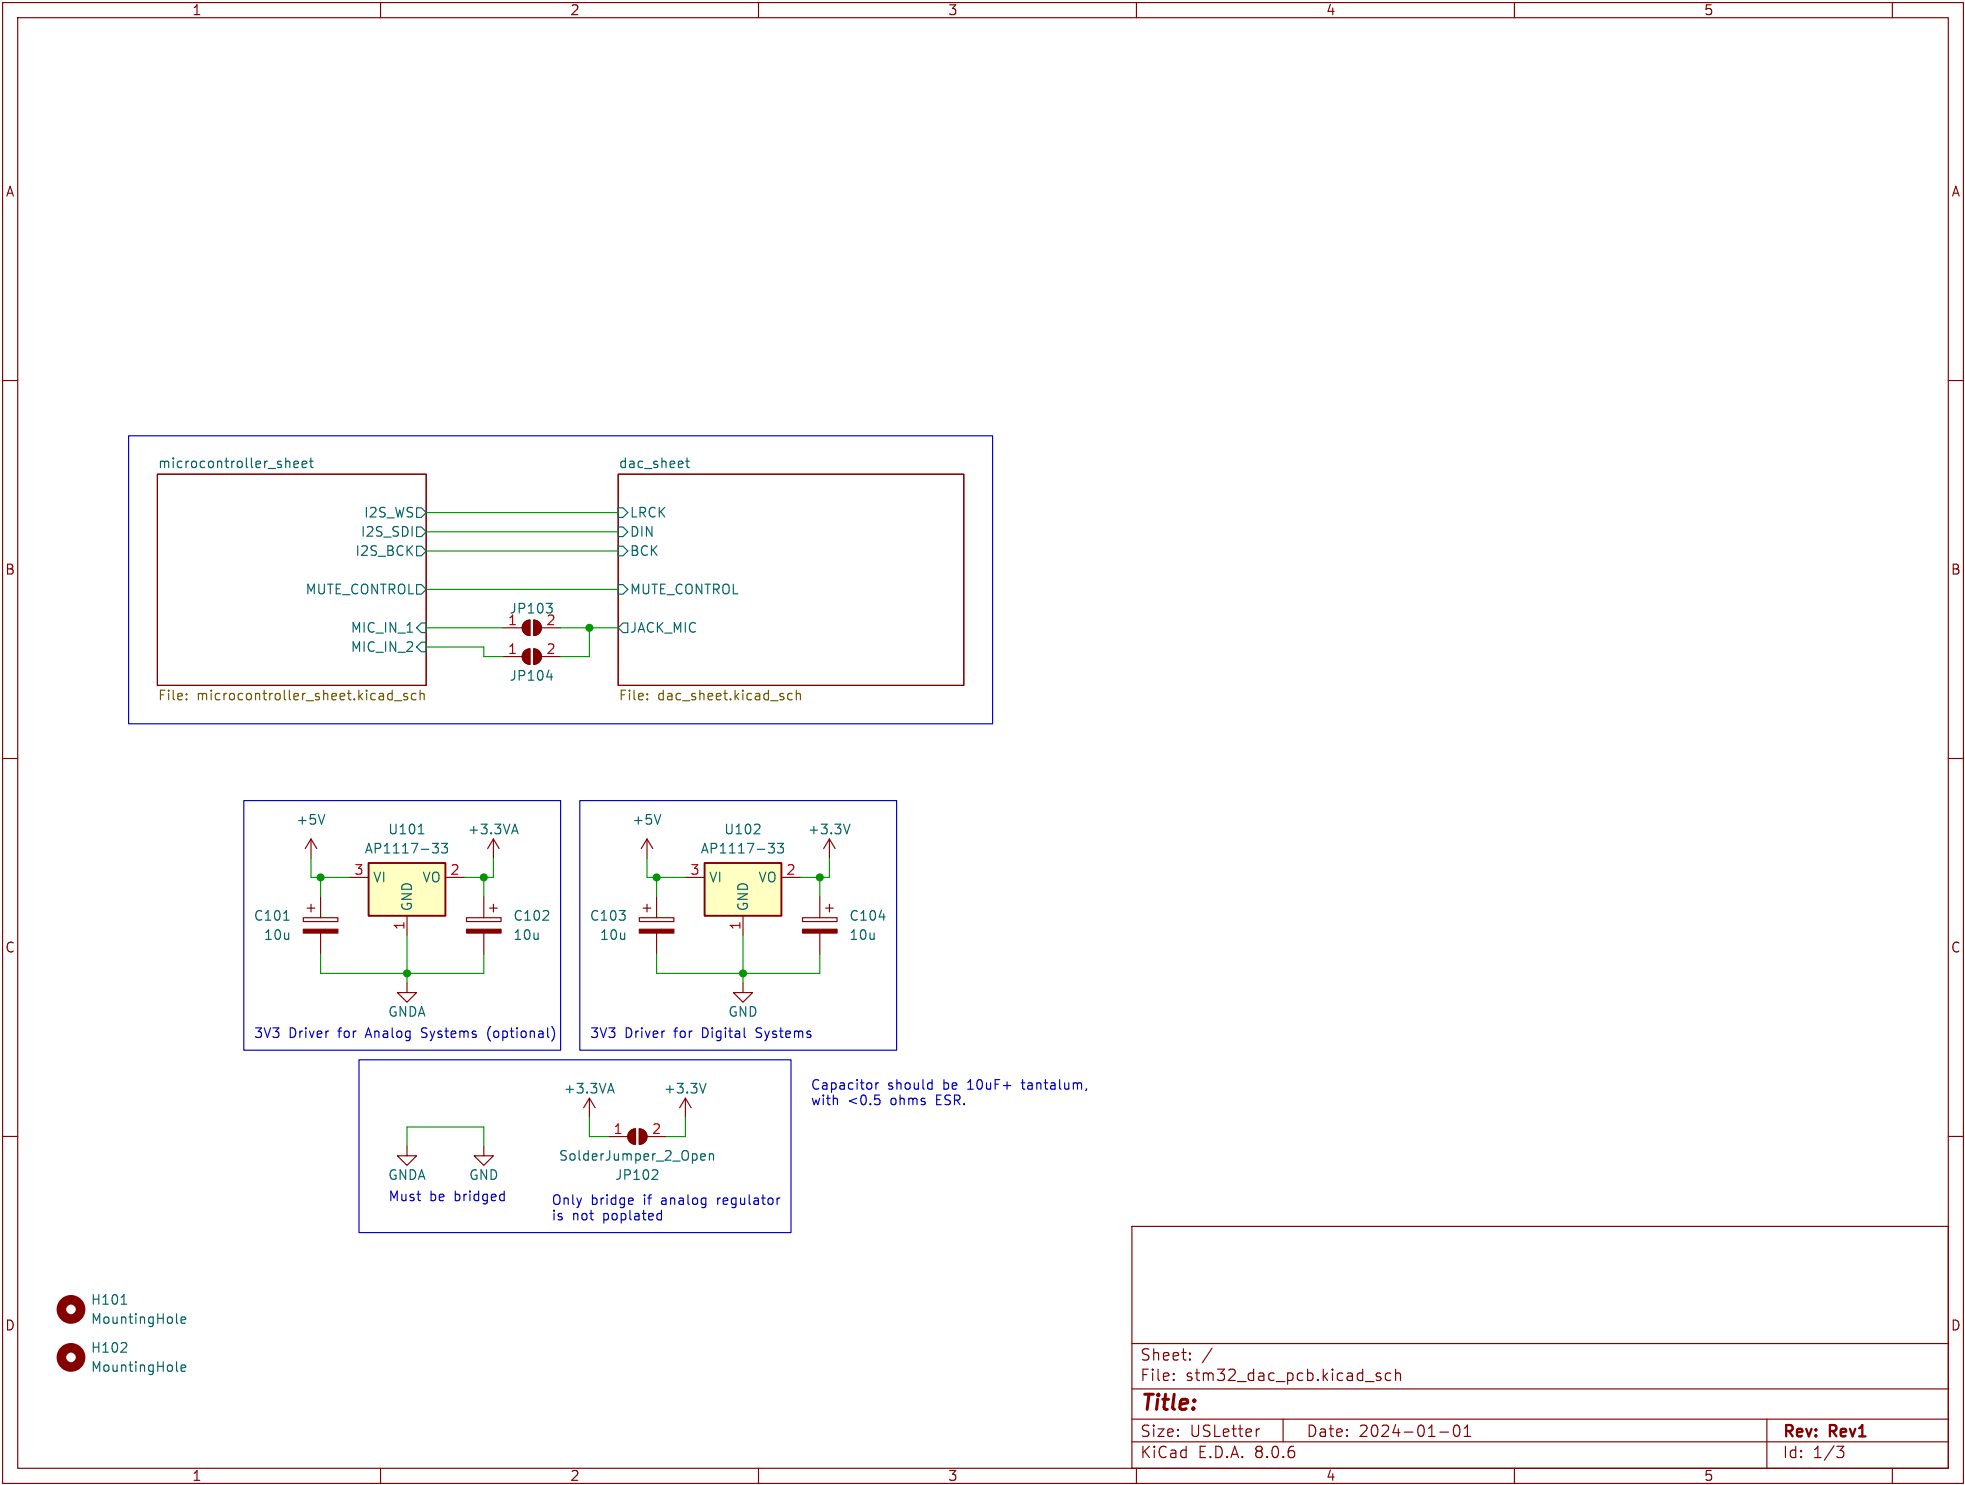 1 2 3 4 5
A A
B B
C C
D D
microcontroller_sheet
I2S_WS
I2S_SDI
I2S_BCK
MUTE_CONTROL
MIC_IN_1
MIC_IN_2
File: microcontroller_sheet.kicad_sch
JP103
1 2
1 2
JP104
dac_sheet
LRCK
DIN
BCK
MUTE_CONTROL
JACK_MIC
File: dac_sheet.kicad_sch
+5V
U101
AP1117-33
+3.3VA
3 VI VO 2
GND
1
+
C101
10u
+
C102
10u
GNDA
3V3 Driver for Analog Systems (optional)
+5V
U102
AP1117-33
+3.3V
3 VI VO 2
GND
1
+
C103
10u
+
C104
10u
GND
3V3 Driver for Digital Systems
Capacitor should be 10uF+ tantalum,
with <0.5 ohms ESR.
GNDA GND
Must be bridged
+3.3VA +3.3V
1 2
SolderJumper_2_Open
JP102
Only bridge if analog regulator
is not poplated
H101
MountingHole
H102
MountingHole
Sheet: /
File: stm32_dac_pcb.kicad_sch
Title:
Size: USLetter Date: 2024-01-01 Rev: Rev1
KiCad E.D.A. 8.0.6 Id: 1/3
1 2 3 4 5